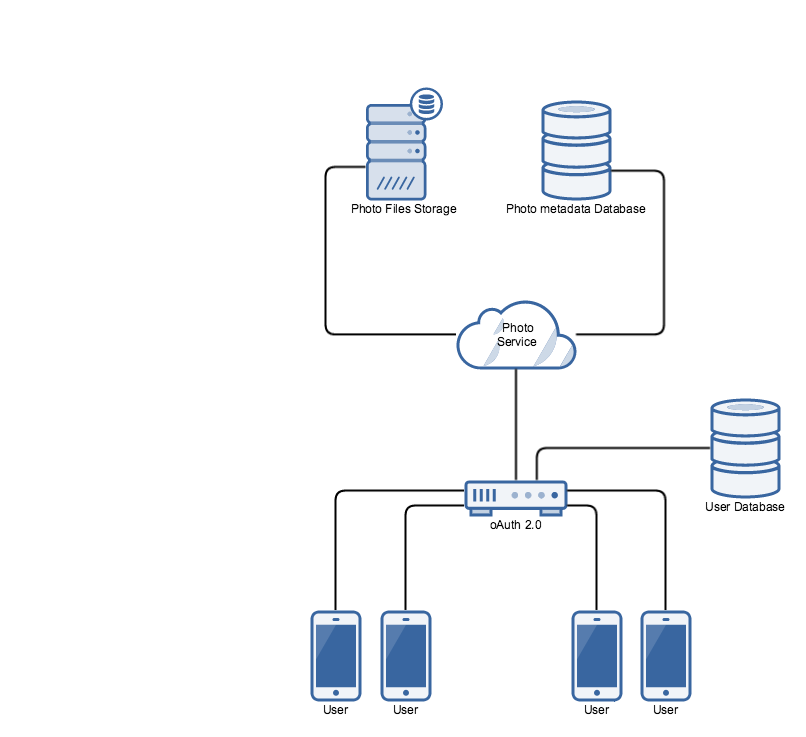 Photo Files Storage
Photo metadata Database
Photo
Service
User Database
oAuth 2.0
User
User
User
User